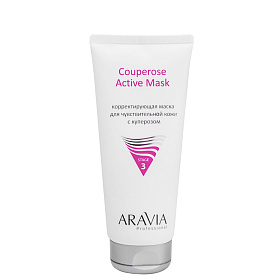 Couperose
Active Mask
корректирующая маска
для чувствительной кожи
с куперозом
STAGE
3
ARAVIA
Professional